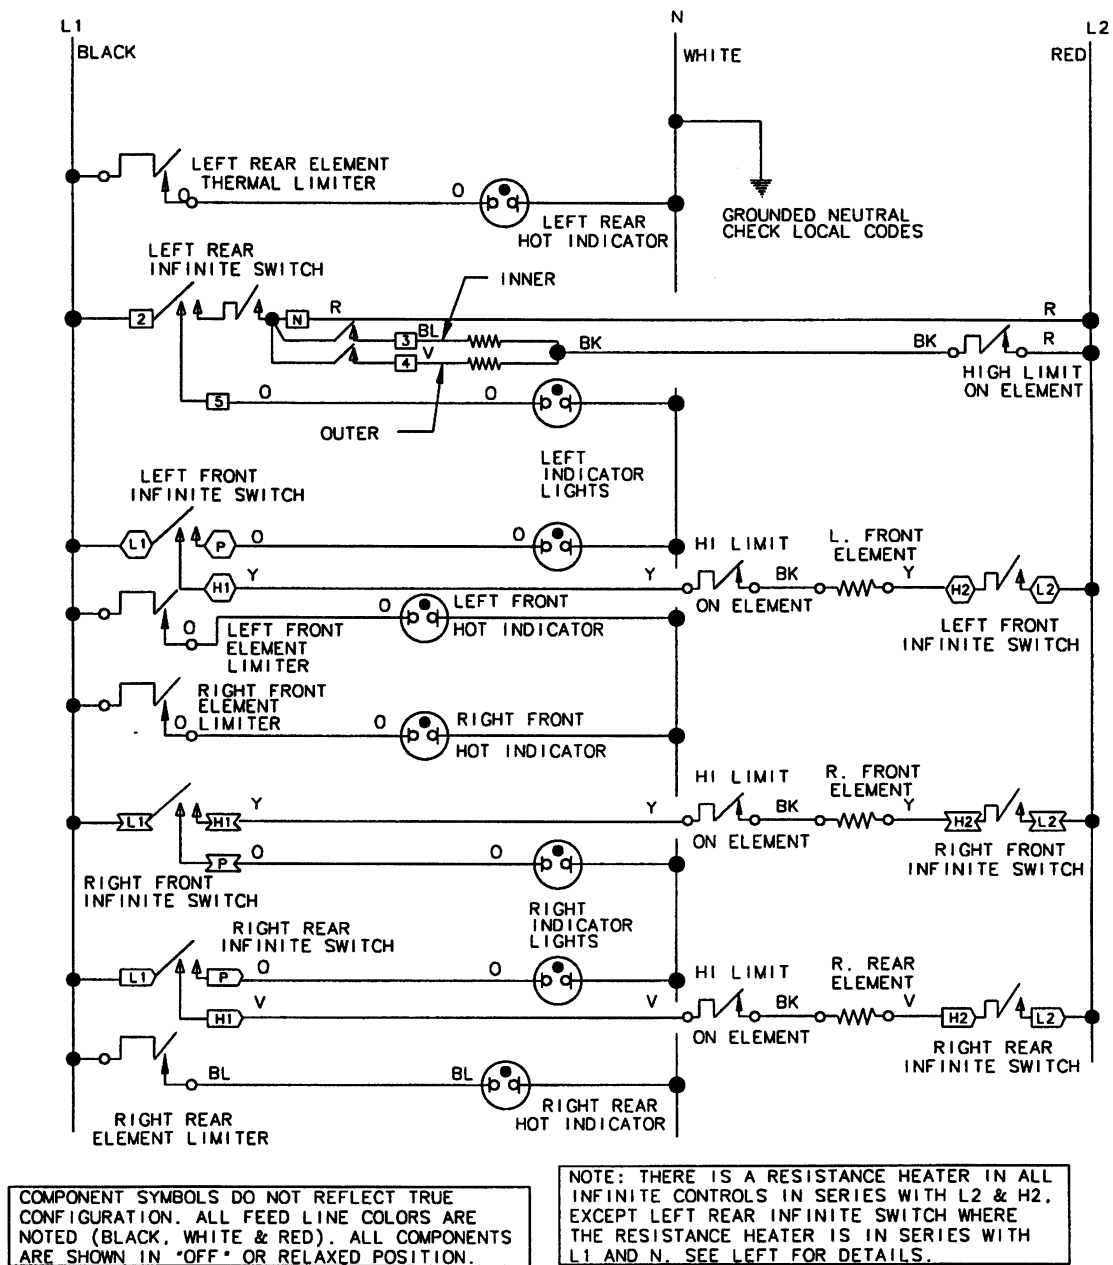 L1
N
L2
BLACK
WHITE
RED
LEFT REAR ELEMENT
THERMAL LIMITER
O
O
LEFT REAR
HOT INDICATOR
GROUNDED NEUTRAL
CHECK LOCAL CODES
LEFT REAR
INFINITE SWITCH
INNER
2
N
R
R
3
BL
4
V
BK
BK
R
HIGH LIMIT
ON ELEMENT
5
O
O
OUTER
LEFT
INDICATOR
LIGHTS
LEFT FRONT
INFINITE SWITCH
L1
P
O
O
HI LIMIT
L. FRONT
ELEMENT
H1
Y
Y
BK
Y
H2
L2
ON ELEMENT
LEFT FRONT
INFINITE SWITCH
O
O
LEFT FRONT
HOT INDICATOR
LEFT FRONT
ELEMENT
LIMITER
RIGHT FRONT
ELEMENT
LIMITER
O
O
RIGHT FRONT
HOT INDICATOR
HI LIMIT
R. FRONT
ELEMENT
L1
H1
Y
Y
BK
Y
H2
L2
ON ELEMENT
RIGHT FRONT
INFINITE SWITCH
P
O
O
RIGHT FRONT
INFINITE SWITCH
RIGHT
INDICATOR
LIGHTS
RIGHT REAR
INFINITE SWITCH
L1
P
O
O
HI LIMIT
R. REAR
ELEMENT
H1
V
V
BK
V
H2
L2
ON ELEMENT
RIGHT REAR
INFINITE SWITCH
BL
BL
RIGHT REAR
HOT INDICATOR
RIGHT REAR
ELEMENT LIMITER
COMPONENT SYMBOLS DO NOT REFLECT TRUE
CONFIGURATION. ALL FEED LINE COLORS ARE
NOTED (BLACK, WHITE & RED). ALL COMPONENTS
ARE SHOWN IN "OFF" OR RELAXED POSITION.
NOTE: THERE IS A RESISTANCE HEATER IN ALL
INFINITE CONTROLS IN SERIES WITH L2 & H2,
EXCEPT LEFT REAR INFINITE SWITCH WHERE
THE RESISTANCE HEATER IS IN SERIES WITH
L1 AND N. SEE LEFT FOR DETAILS.